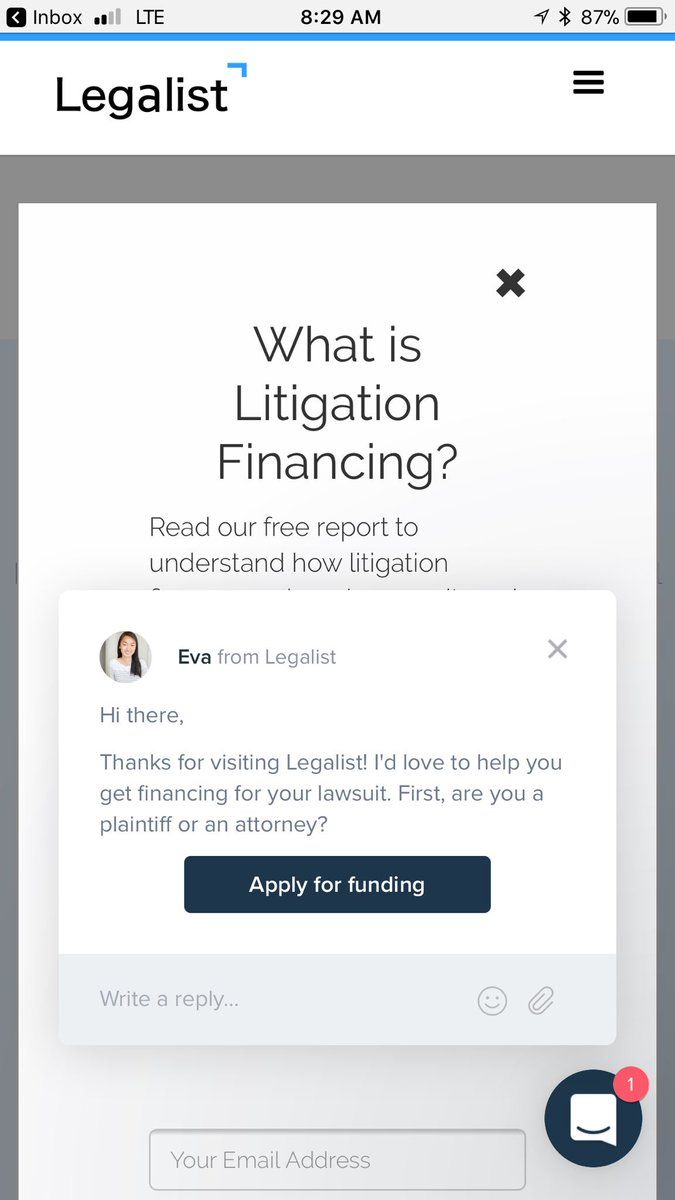 Inbox LTE 8:29 AM 87%
Legalist
What is
Litigation
Financing?
Read our free report to
understand how litigation
Eva from Legalist
Hi there,
Thanks for visiting Legalist! I'd love to help you
get financing for your lawsuit. First, are you a
plaintiff or an attorney?
Apply for funding
Write a reply...
1
Your Email Address